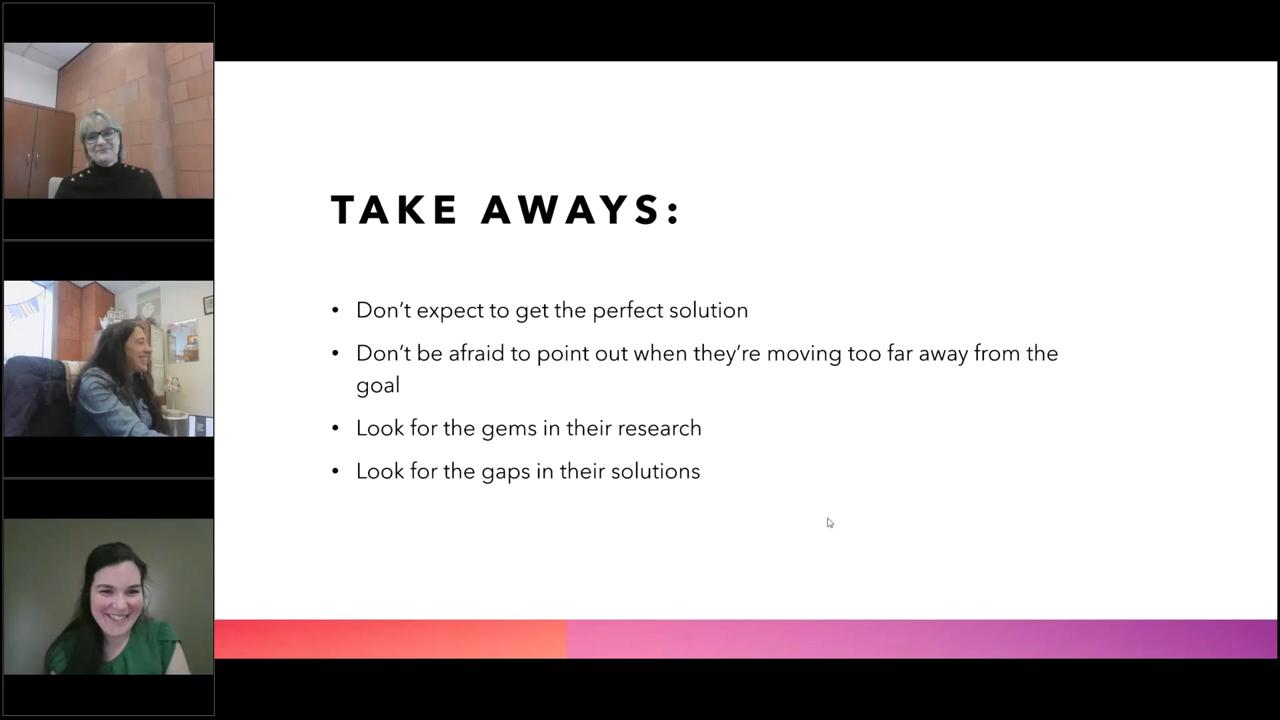 TAKE AWAYS:
• Don’t expect to get the perfect solution
• Don’t be afraid to point out when they’re moving too far away from the
goal
• Look for the gems in their research
• Look for the gaps in their solutions